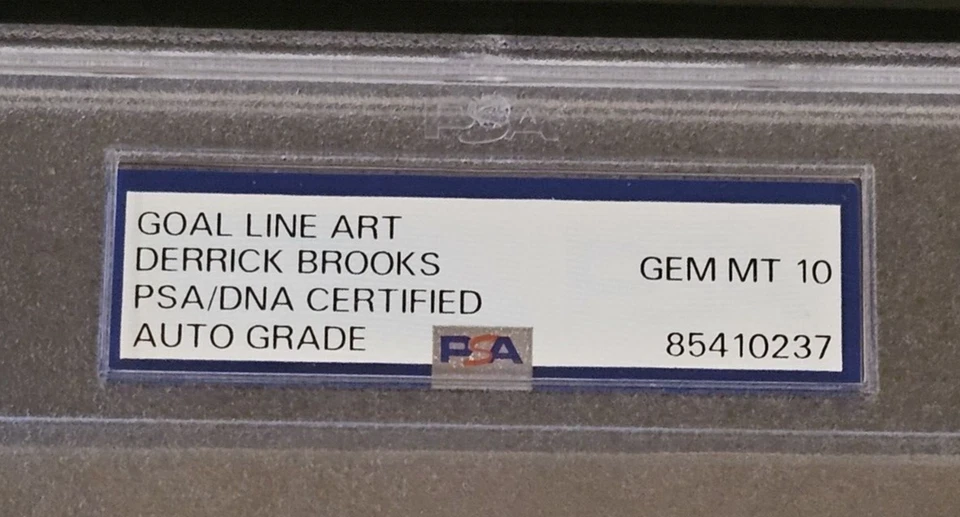 PSA
GOAL LINE ART
DERRICK BROOKS
GEM MT 10
PSA/DNA CERTIFIED
AUTO GRADE
PSA
85410237